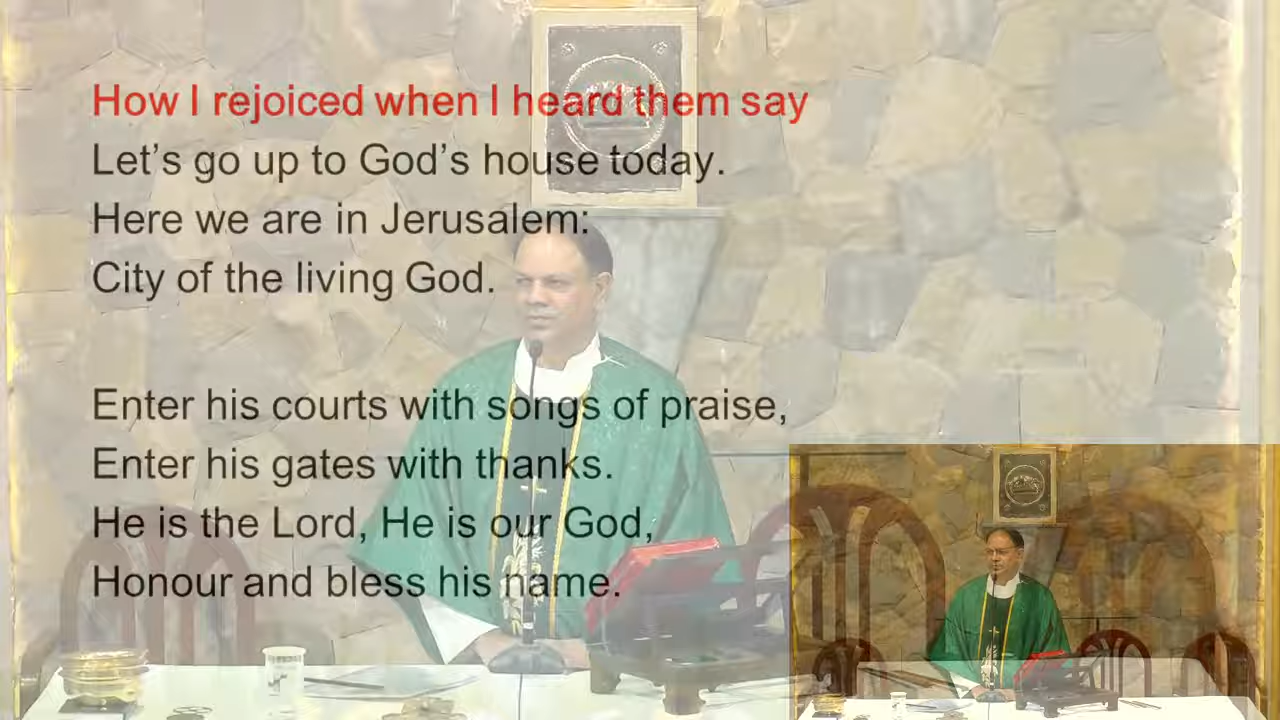 How I rejoiced when I heard them say
Let’s go up to God’s house today.
Here we are in Jerusalem:
City of the living God.
Enter his courts with songs of praise,
Enter his gates with thanks.
He is the Lord, He is our God,
Honour and bless his name.